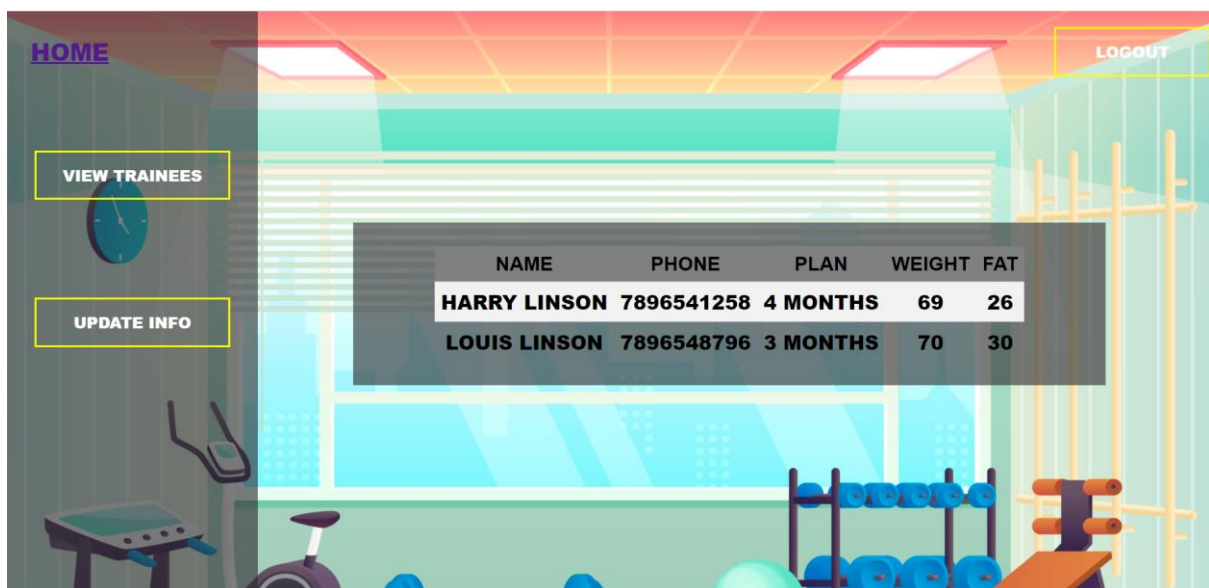 HOME
LOGOUT
VIEW TRAINEES
UPDATE INFO
NAME PHONE PLAN WEIGHT FAT
HARRY LINSON 7896541258 4 MONTHS 69 26
LOUIS LINSON 7896548796 3 MONTHS 70 30